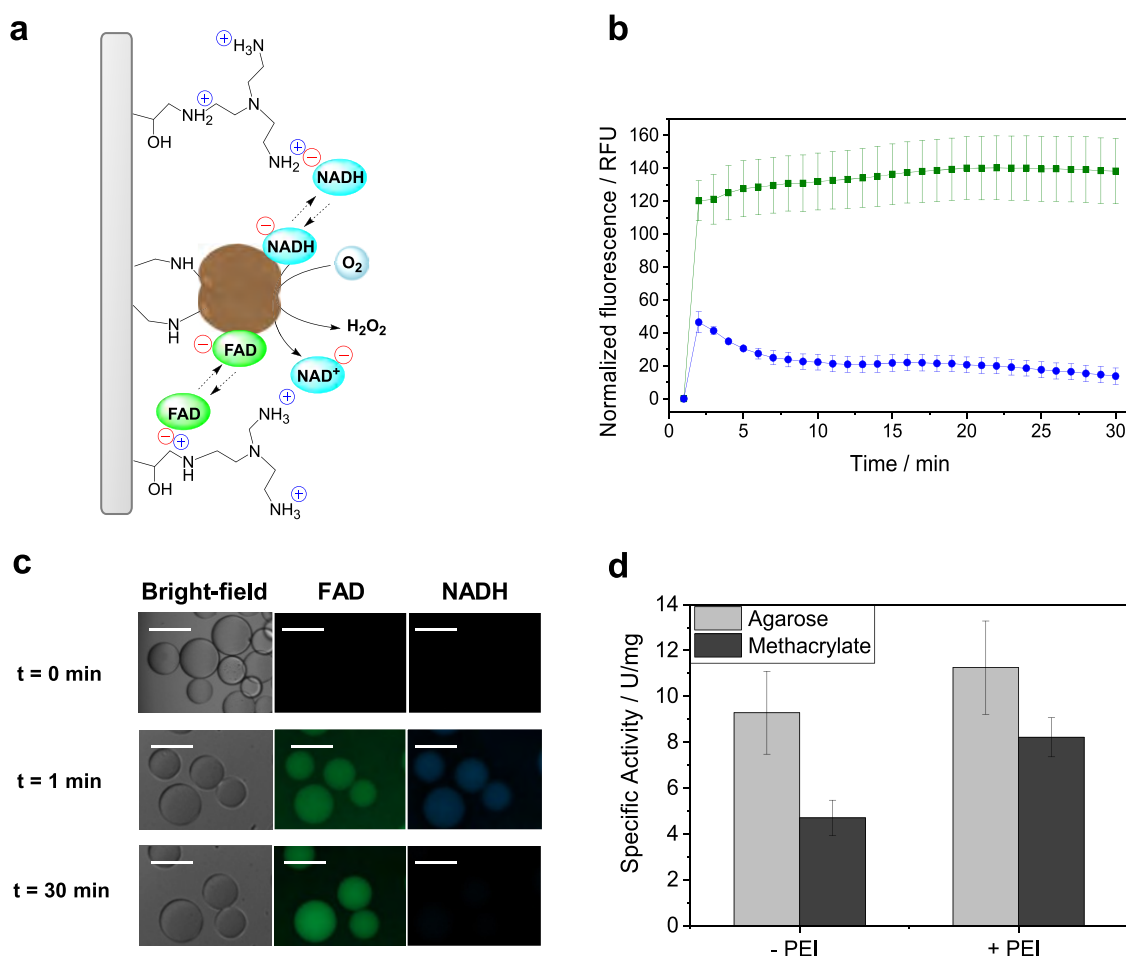 a
⊕
H₃N
N
⊕
NH₂
OH
⊕ ⊖
NH₂
NADH
⊖
NADH
NH
O₂
N
H
H₂O₂
⊖
FAD
⊖
NAD⁺
FAD
⊕
NH₃
⊖ ⊕
N
H
N
OH
NH₃
⊕
b
Normalized fluorescence / RFU
160
140
120
100
80
60
40
20
0
0 5 10 15 20 25 30
Time / min
c
Bright-field FAD NADH
t = 0 min
t = 1 min
t = 30 min
d
Specific Activity / U/mg
14
12
10
8
6
4
2
0
Agarose
Methacrylate
- PEI + PEI